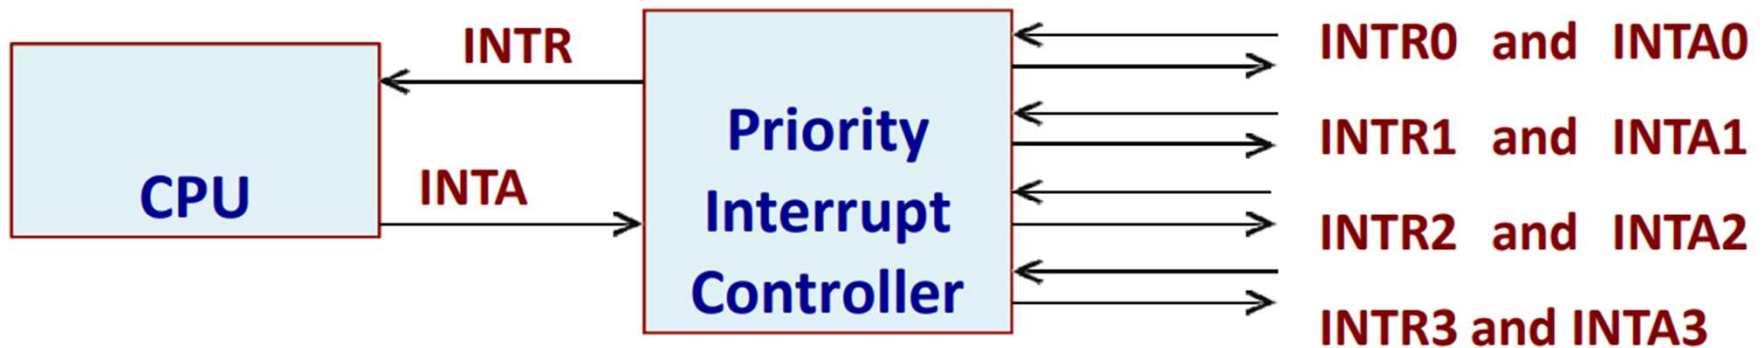 CPU
INTR
INTA
Priority
Interrupt
Controller
INTR0 and INTA0
INTR1 and INTA1
INTR2 and INTA2
INTR3 and INTA3